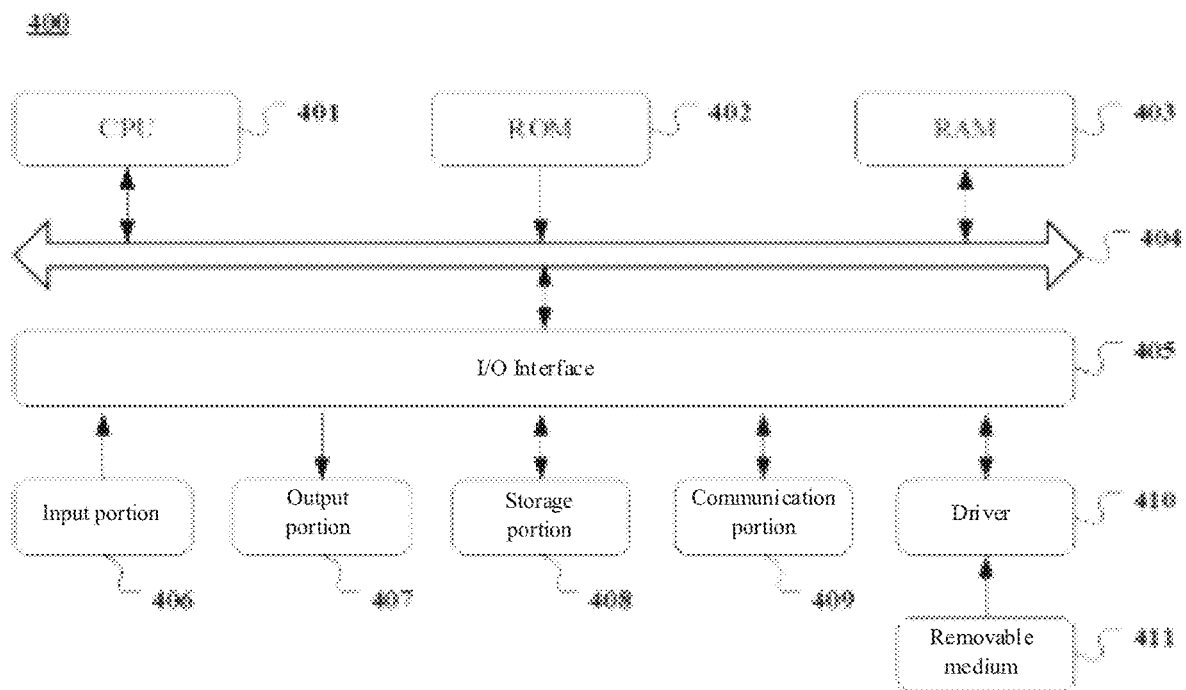 400
CPU
401
ROM
402
RAM
403
404
I/O Interface
405
Input portion
Output
portion
Storage
portion
Communication
portion
Driver
410
406
407
408
409
Removable
medium
411